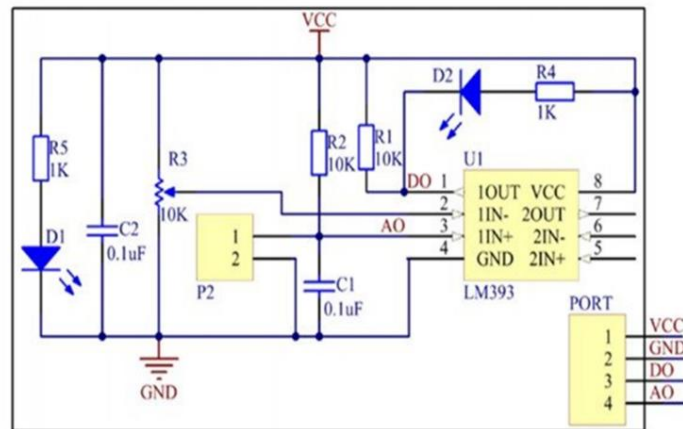 VCC
D2
R4
1K
R5
1K
R3
10K
R2
10K
R1
10K
U1
DO 1 1OUT VCC 8
2 1IN- 2OUT 7
AO 3 1IN+ 2IN- 6
4 GND 2IN+ 5
LM393
D1
C2
0.1uF
1
2
P2
C1
0.1uF
GND
PORT
1 VCC
2 GND
3 DO
4 AO